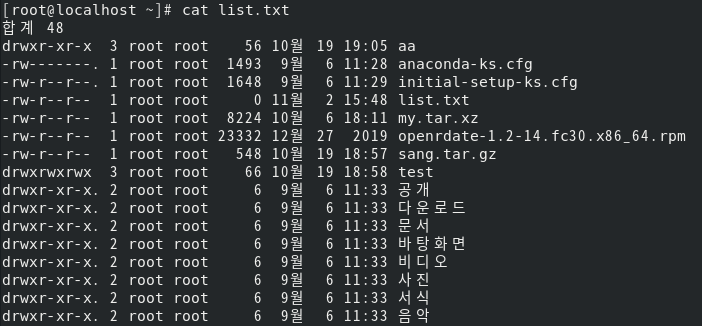 [root@localhost ~]# cat list.txt
합계 48
drwxr-xr-x  3 root root    56 10월  19 19:05 aa
-rw-------. 1 root root  1493  9월   6 11:28 anaconda-ks.cfg
-rw-r--r--. 1 root root  1648  9월   6 11:29 initial-setup-ks.cfg
-rw-r--r--  1 root root     0 11월   2 15:48 list.txt
-rw-r--r--  1 root root  8224 10월   6 18:11 my.tar.xz
-rw-r--r--  1 root root 23332 12월  27  2019 openrdate-1.2-14.fc30.x86_64.rpm
-rw-r--r--  1 root root   548 10월  19 18:57 sang.tar.gz
drwxrwxrwx  3 root root    66 10월  19 18:58 test
drwxr-xr-x. 2 root root     6  9월   6 11:33 공개
drwxr-xr-x. 2 root root     6  9월   6 11:33 다운로드
drwxr-xr-x. 2 root root     6  9월   6 11:33 문서
drwxr-xr-x. 2 root root     6  9월   6 11:33 바탕화면
drwxr-xr-x. 2 root root     6  9월   6 11:33 비디오
drwxr-xr-x. 2 root root     6  9월   6 11:33 사진
drwxr-xr-x. 2 root root     6  9월   6 11:33 서식
drwxr-xr-x. 2 root root     6  9월   6 11:33 음악